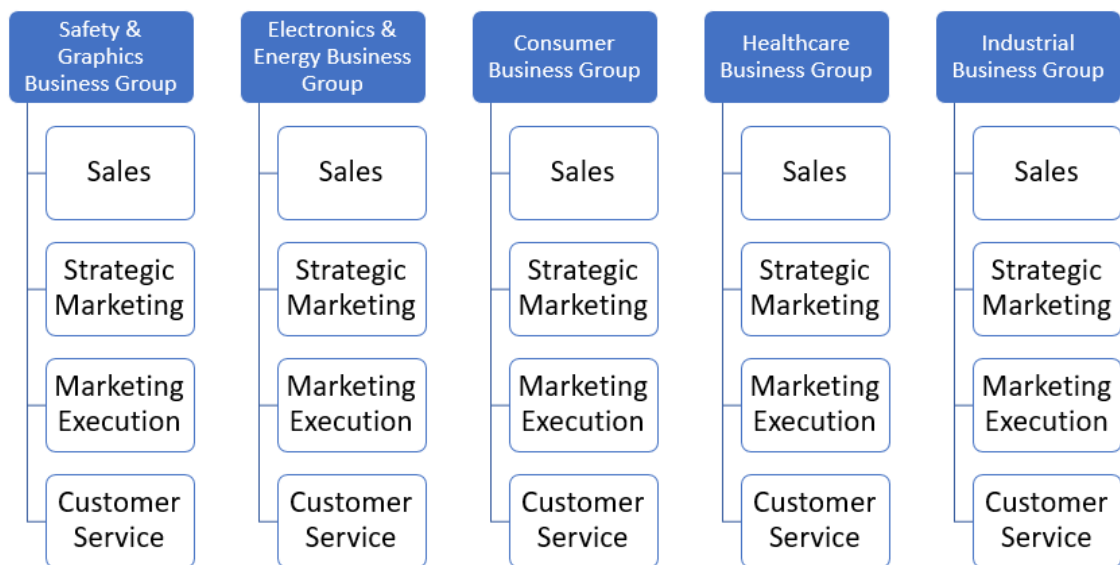 Safety &
Graphics
Business Group
Electronics &
Energy Business
Group
Consumer
Business Group
Healthcare
Business Group
Industrial
Business Group
Sales
Sales
Sales
Sales
Sales
Strategic
Marketing
Strategic
Marketing
Strategic
Marketing
Strategic
Marketing
Strategic
Marketing
Marketing
Execution
Marketing
Execution
Marketing
Execution
Marketing
Execution
Marketing
Execution
Customer
Service
Customer
Service
Customer
Service
Customer
Service
Customer
Service